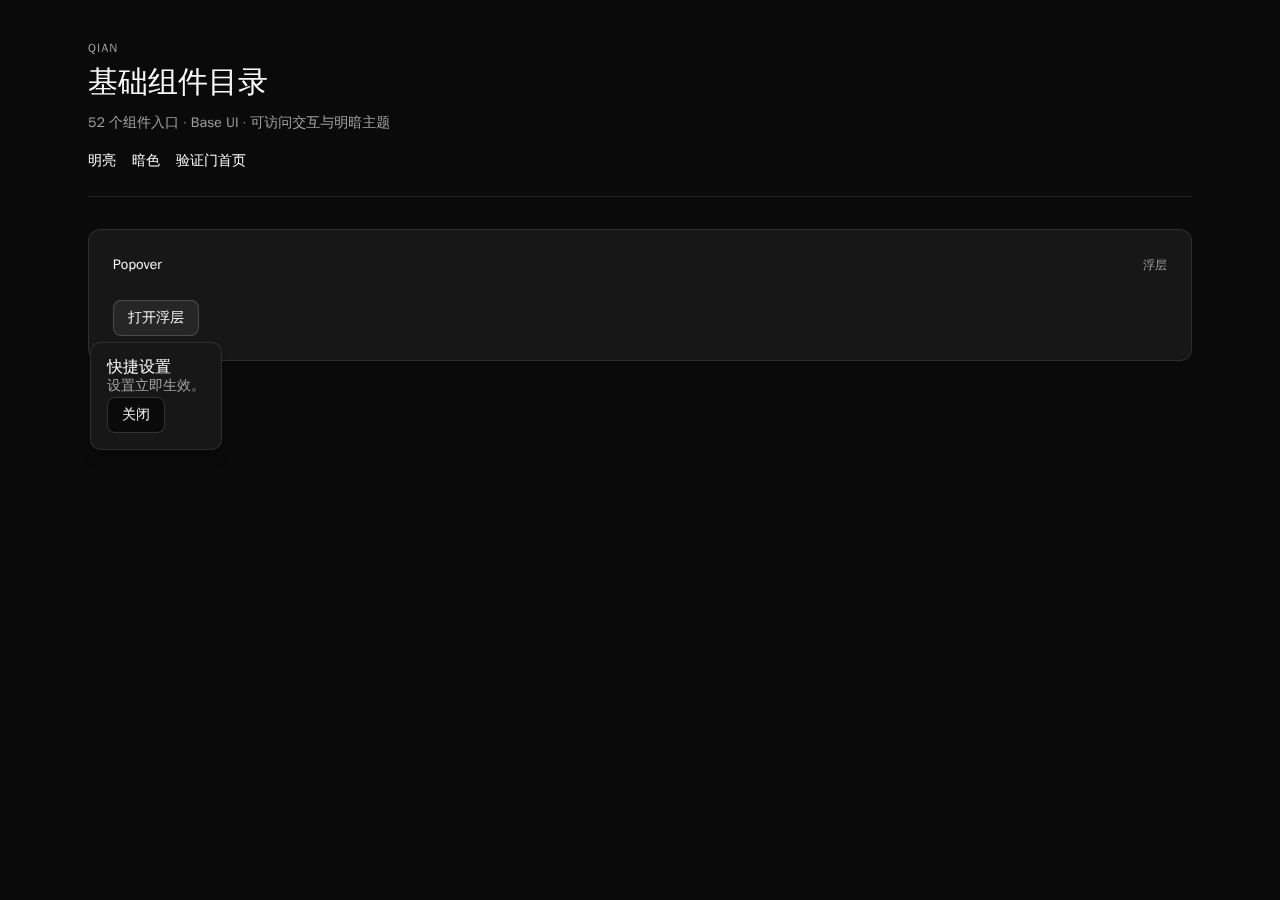 QIAN
基础组件目录
52 个组件入口 · Base UI · 可访问交互与明暗主题
明亮 暗色 验证门首页
Popover 浮层
打开浮层
快捷设置
设置立即生效。
关闭